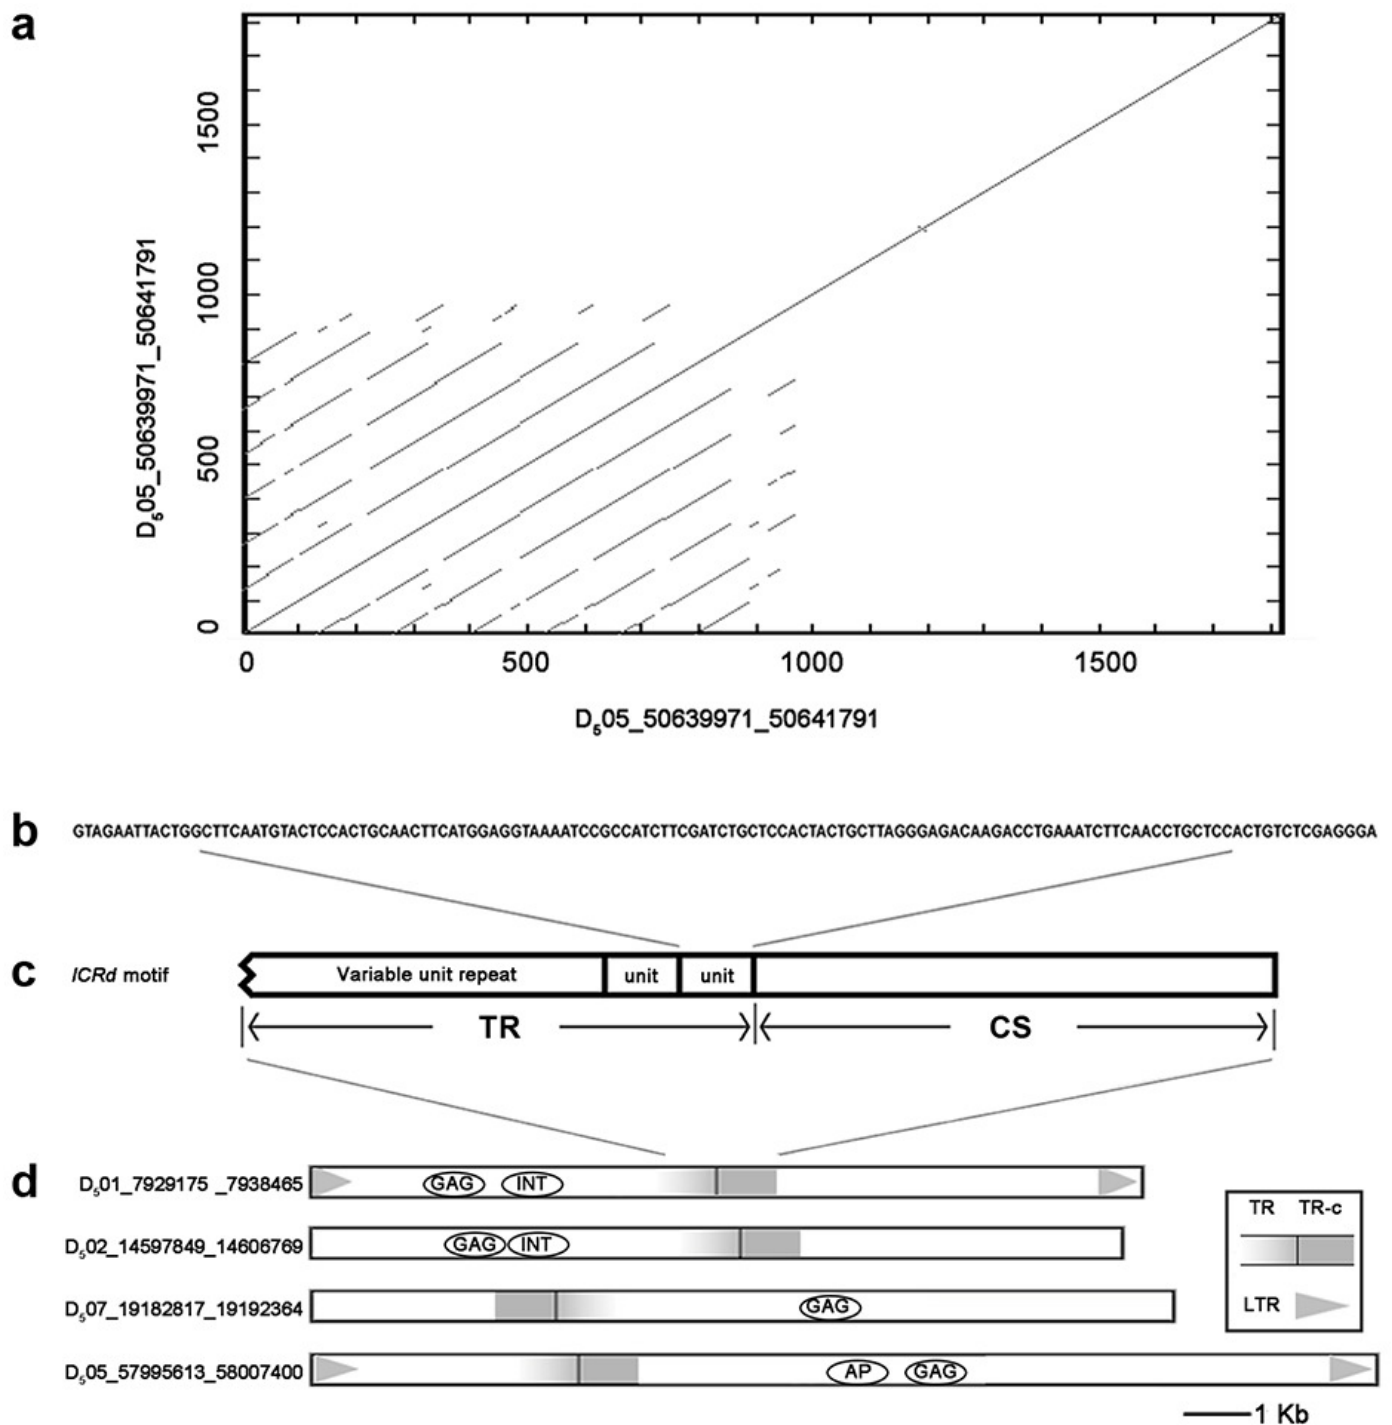 a
1500
1000
500
0
D₅05_50639971_50641791
0 500 1000 1500
D₅05_50639971_50641791
b GTAGAATTACTGGCTTCAATGTACTCCACTGCAACTTCATGGAGGTAAAATCCGCCATCTTCGATCTGCTCCACTACTGCTTAGGGAGACAAGACCTGAAATCTTCAACCTGCTCCACTGTCTCGAGGGA
c ICRd motif Variable unit repeat unit unit
TR CS
d D₅01_7929175 _7938465 GAG INT
D₅02_14597849_14606769 GAG INT
D₅07_19182817_19192364 GAG
D₅05_57995613_58007400 AP GAG
TR TR-c
LTR
1 Kb